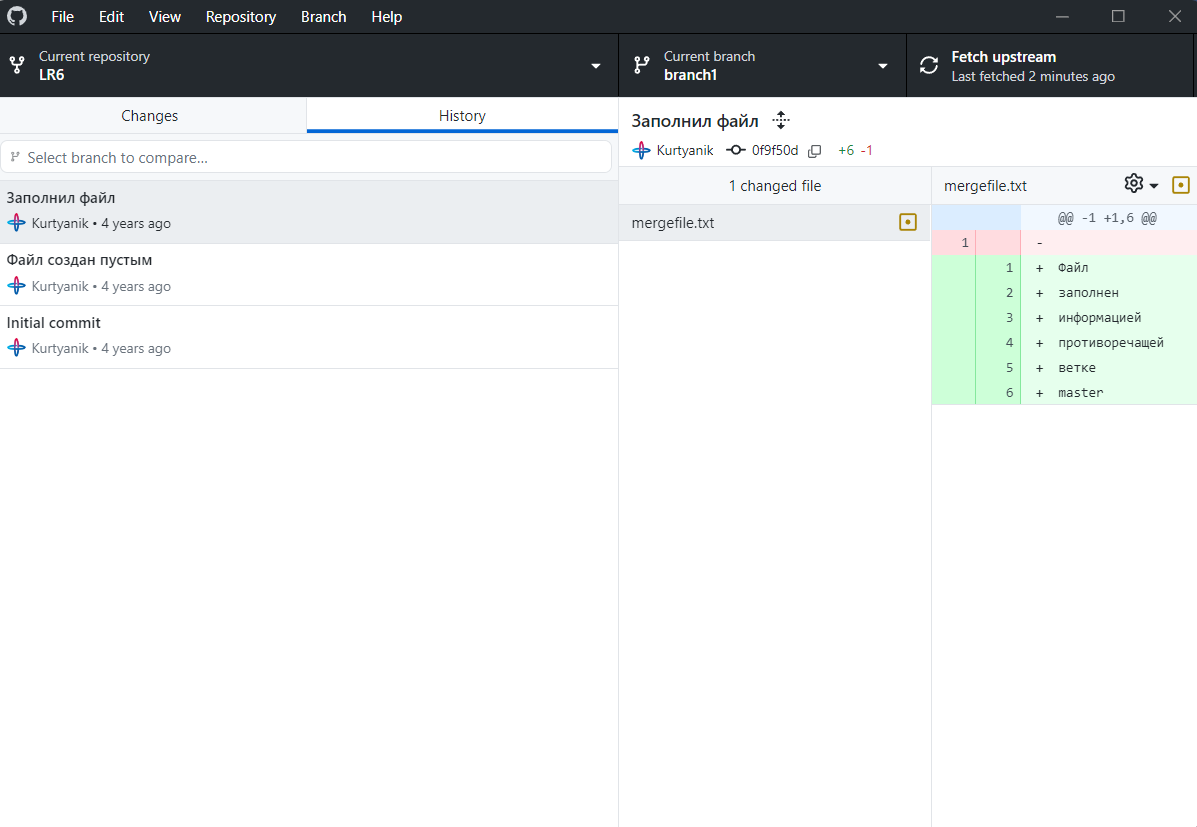 File Edit View Repository Branch Help
Current repository
LR6
Current branch
branch1
Fetch upstream
Last fetched 2 minutes ago
Changes
History
Select branch to compare...
Заполнил файл
Kurtyanik • 4 years ago
Файл создан пустым
Kurtyanik • 4 years ago
Initial commit
Kurtyanik • 4 years ago
Заполнил файл
Kurtyanik 0f9f50d +6 -1
1 changed file
mergefile.txt
mergefile.txt
@@ -1 +1,6 @@
1 -
1 + Файл
2 + заполнен
3 + информацией
4 + противоречащей
5 + ветке
6 + master